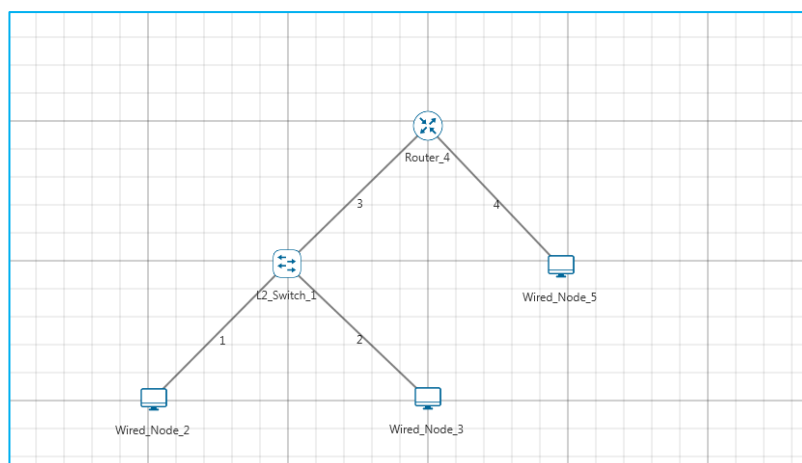 Router_4
3
4
L2_Switch_1
Wired_Node_5
1
2
Wired_Node_2
Wired_Node_3